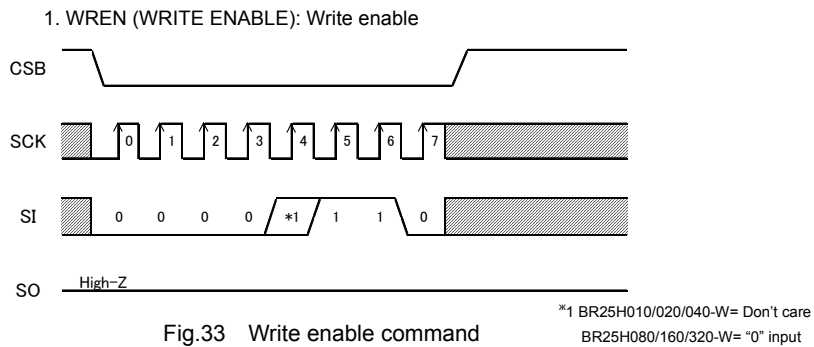 1. WREN (WRITE ENABLE): Write enable
CSB
SCK
0 1 2 3 4 5 6 7
SI
0 0 0 0 *1 1 1 0
High-Z
SO
*1 BR25H010/020/040-W= Don't care
BR25H080/160/320-W= “0” input
Fig.33 Write enable command